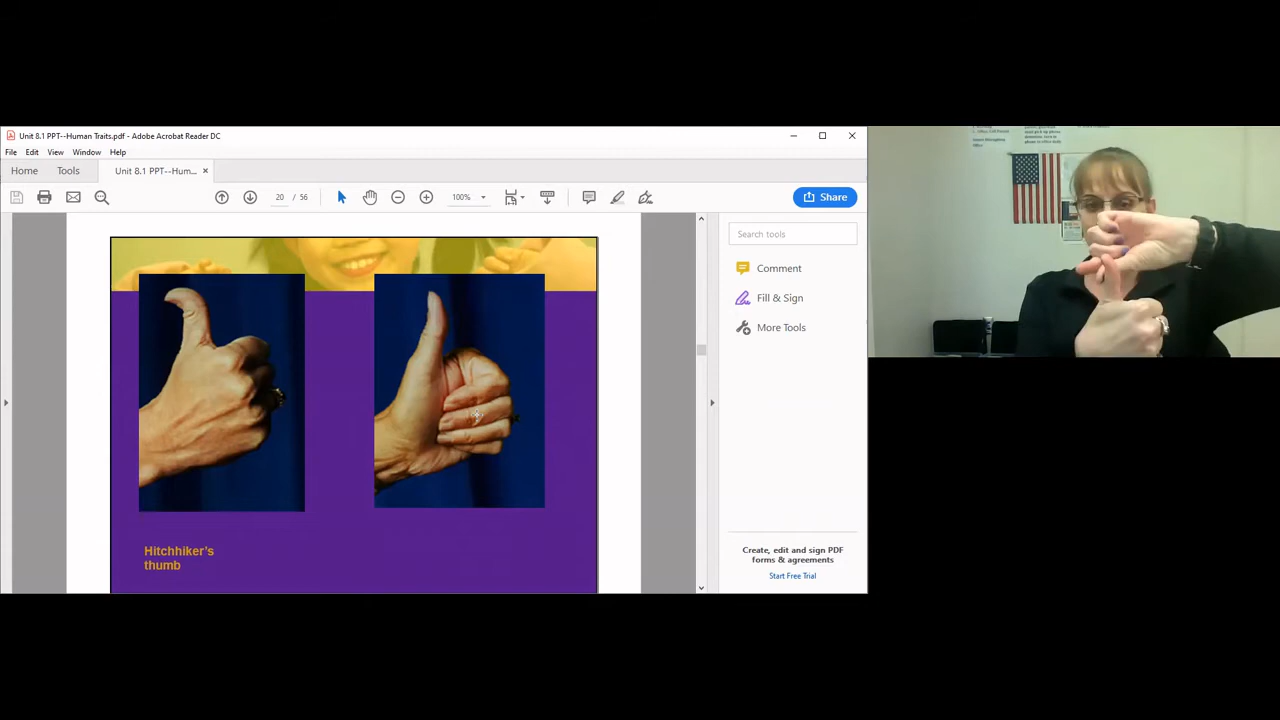 Unit 8.1 PPT--Human Traits.pdf - Adobe Acrobat Reader DC
File Edit View Window Help
Home Tools Unit 8.1 PPT--Hum... ×
20 / 56 100% Share
Search tools
Comment
Fill & Sign
More Tools
Hitchhiker's
thumb
Create, edit and sign PDF
forms & agreements
Start Free Trial